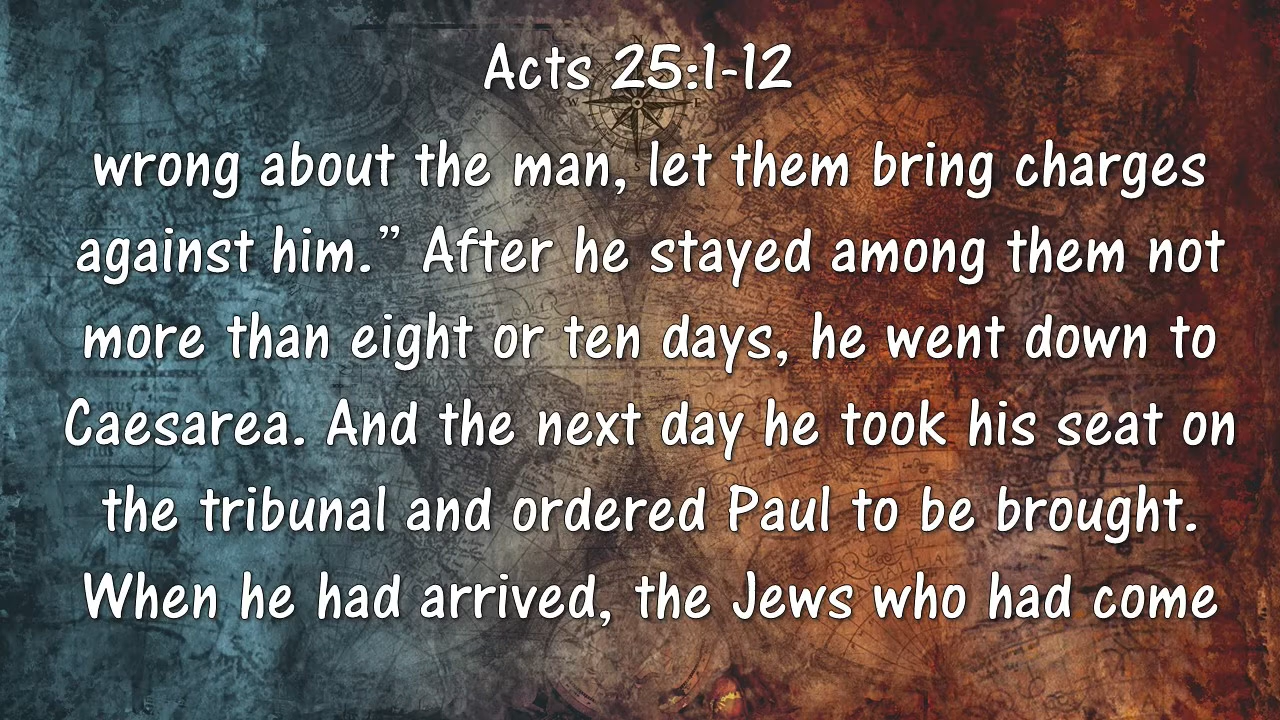 Acts 25:1-12
wrong about the man, let them bring charges
against him.” After he stayed among them not
more than eight or ten days, he went down to
Caesarea. And the next day he took his seat on
the tribunal and ordered Paul to be brought.
When he had arrived, the Jews who had come